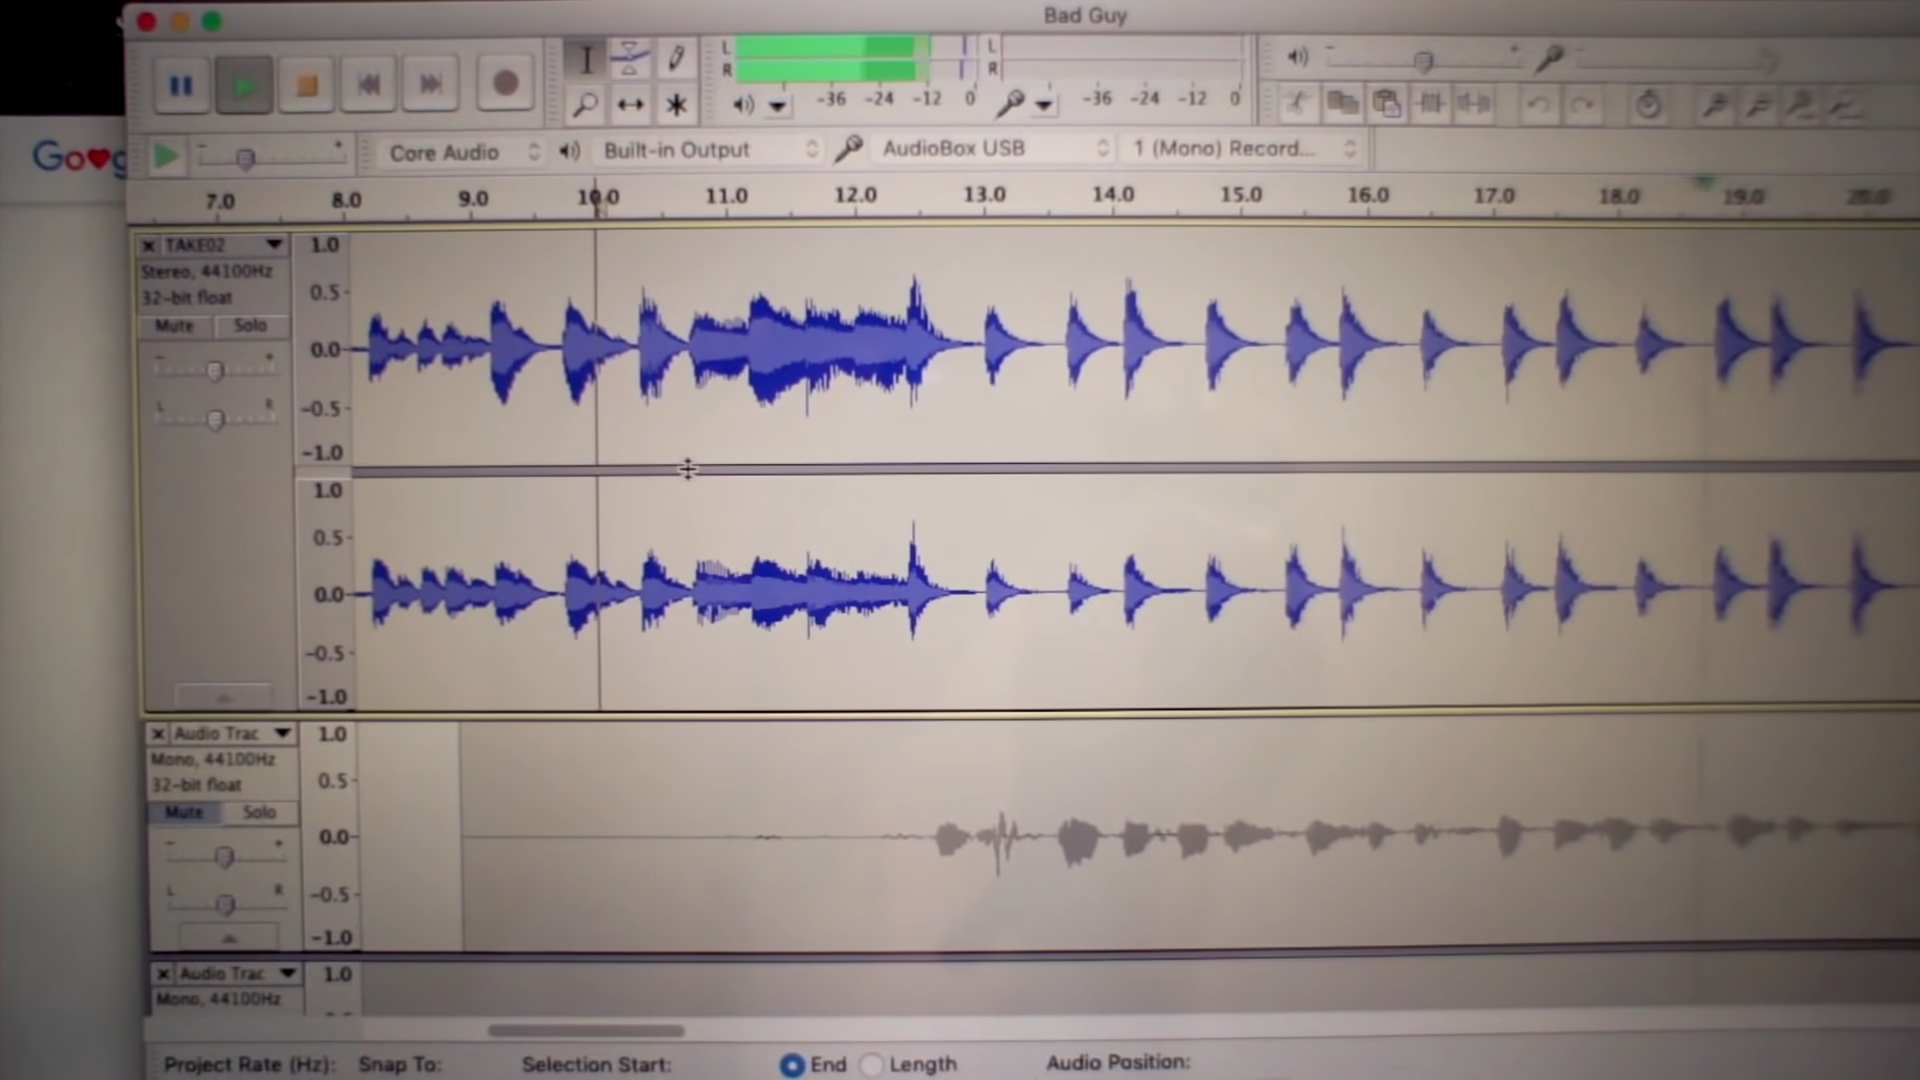 Bad Guy
L
R
L
R
-36 -24 -12 0
-36 -24 -12 0
Core Audio
Built-in Output
AudioBox USB
1 (Mono) Record...
7.0 8.0 9.0 10.0 11.0 12.0 13.0 14.0 15.0 16.0 17.0 18.0 19.0 20.0
TAKE02
Stereo, 44100Hz
32-bit float
Mute Solo
- +
L R
1.0
0.5-
0.0-
-0.5-
-1.0
1.0
0.5-
0.0-
-0.5-
-1.0
Audio Trac
Mono, 44100Hz
32-bit float
Mute Solo
- +
L R
1.0
0.5-
0.0-
-0.5-
-1.0
Audio Trac
Mono, 44100Hz
1.0
Project Rate (Hz): Snap To: Selection Start: End Length Audio Position: